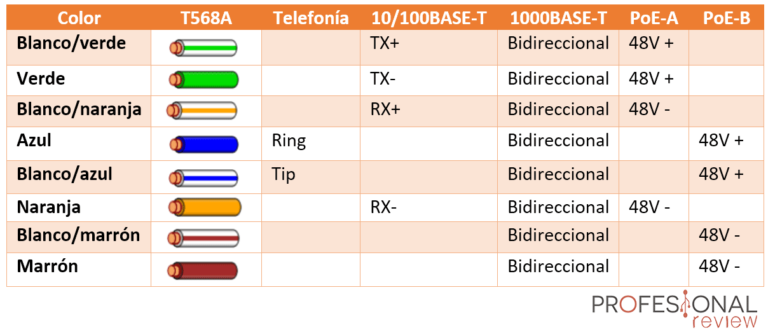 Color T568A Telefonía 10/100BASE-T 1000BASE-T PoE-A PoE-B
Blanco/verde TX+ Bidireccional 48V +
Verde TX- Bidireccional 48V +
Blanco/naranja RX+ Bidireccional 48V -
Azul Ring Bidireccional 48V +
Blanco/azul Tip Bidireccional 48V +
Naranja RX- Bidireccional 48V -
Blanco/marrón Bidireccional 48V -
Marrón Bidireccional 48V -
PROFESIONAL
review